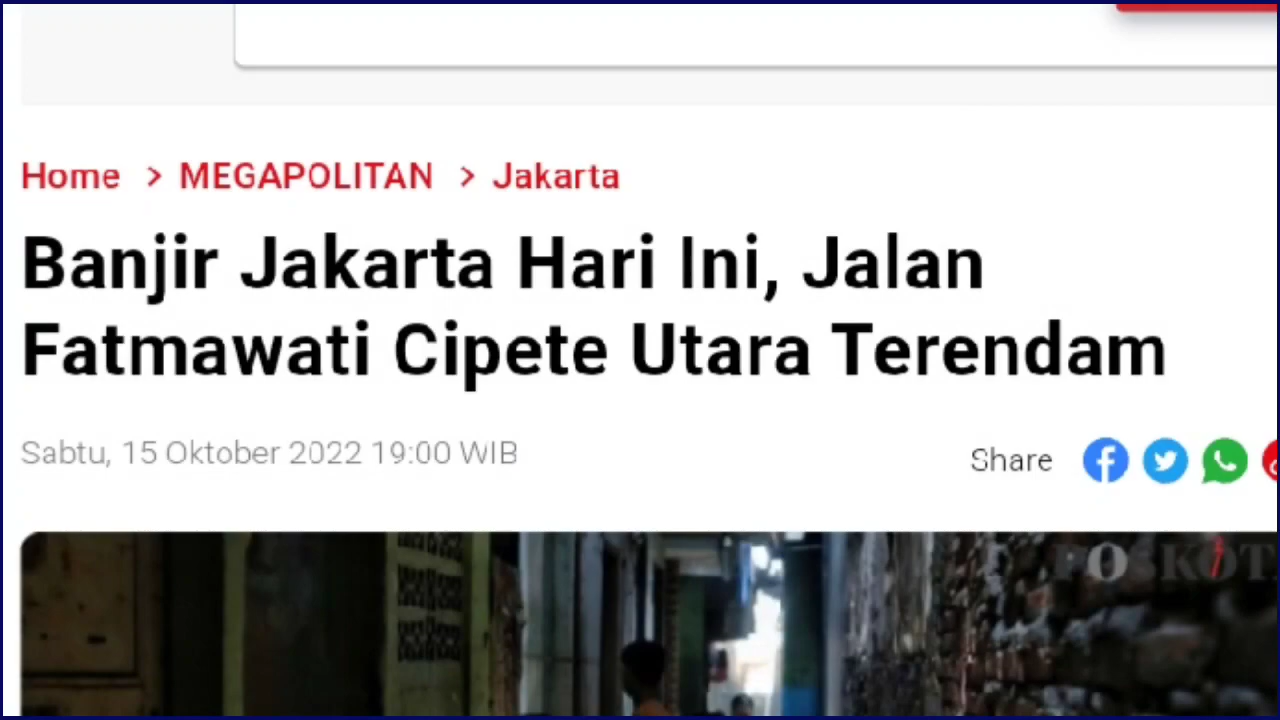 Home > MEGAPOLITAN > Jakarta
Banjir Jakarta Hari Ini, Jalan
Fatmawati Cipete Utara Terendam
Sabtu, 15 Oktober 2022 19:00 WIB
Share
POSKOT